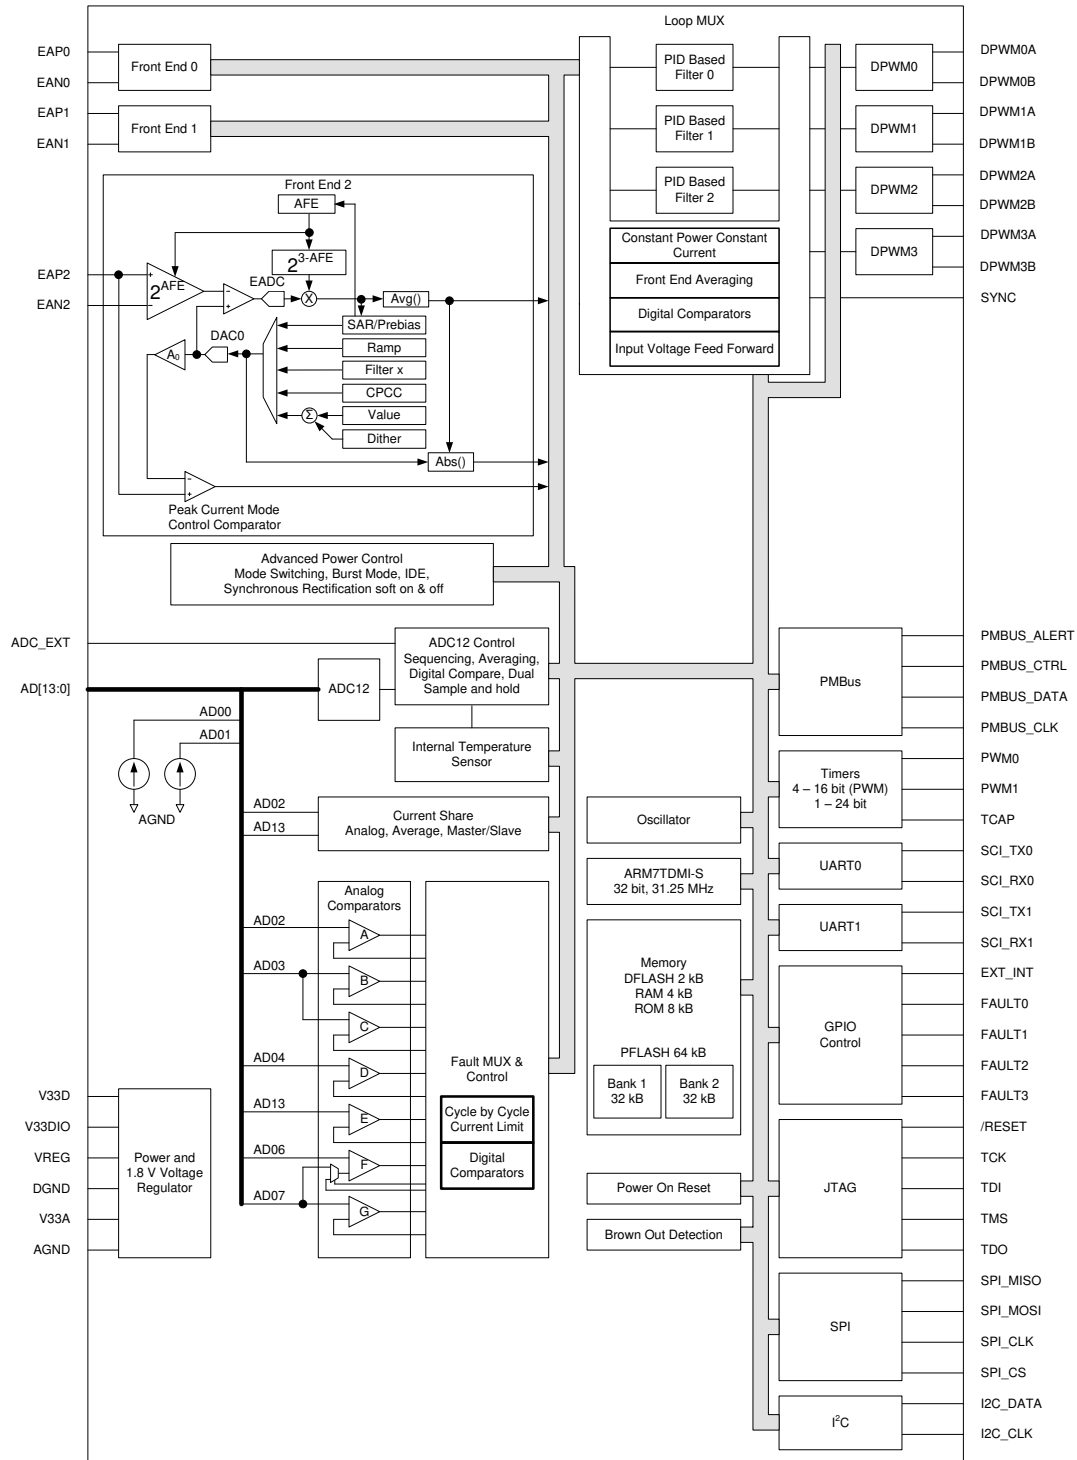 Loop MUX
EAP0
EAN0
EAP1
EAN1
EAP2
EAN2
Front End 0
Front End 1
Front End 2
AFE
2^3-AFE
2^AFE
EADC
X
Avg()
SAR/Prebias
Ramp
Filter x
CPCC
Value
Dither
Σ
DAC0
A0
Abs()
-
+
Peak Current Mode
Control Comparator
PID Based
Filter 0
PID Based
Filter 1
PID Based
Filter 2
Constant Power Constant
Current
Front End Averaging
Digital Comparators
Input Voltage Feed Forward
DPWM0
DPWM1
DPWM2
DPWM3
DPWM0A
DPWM0B
DPWM1A
DPWM1B
DPWM2A
DPWM2B
DPWM3A
DPWM3B
SYNC
Advanced Power Control
Mode Switching, Burst Mode, IDE,
Synchronous Rectification soft on & off
ADC_EXT
AD[13:0]
ADC12
ADC12 Control
Sequencing, Averaging,
Digital Compare, Dual
Sample and hold
AD00
AD01
AGND
Internal Temperature
Sensor
AD02
AD13
Current Share
Analog, Average, Master/Slave
Analog
Comparators
AD02
AD03
AD04
AD13
AD06
AD07
A
B
C
D
E
F
G
Fault MUX &
Control
Cycle by Cycle
Current Limit
Digital
Comparators
V33D
V33DIO
VREG
DGND
V33A
AGND
Power and
1.8 V Voltage
Regulator
Oscillator
ARM7TDMI-S
32 bit, 31.25 MHz
Memory
DFLASH 2 kB
RAM 4 kB
ROM 8 kB
PFLASH 64 kB
Bank 1
32 kB
Bank 2
32 kB
Power On Reset
Brown Out Detection
PMBus
Timers
4 – 16 bit (PWM)
1 – 24 bit
UART0
UART1
GPIO
Control
JTAG
SPI
I²C
PMBUS_ALERT
PMBUS_CTRL
PMBUS_DATA
PMBUS_CLK
PWM0
PWM1
TCAP
SCI_TX0
SCI_RX0
SCI_TX1
SCI_RX1
EXT_INT
FAULT0
FAULT1
FAULT2
FAULT3
/RESET
TCK
TDI
TMS
TDO
SPI_MISO
SPI_MOSI
SPI_CLK
SPI_CS
I2C_DATA
I2C_CLK